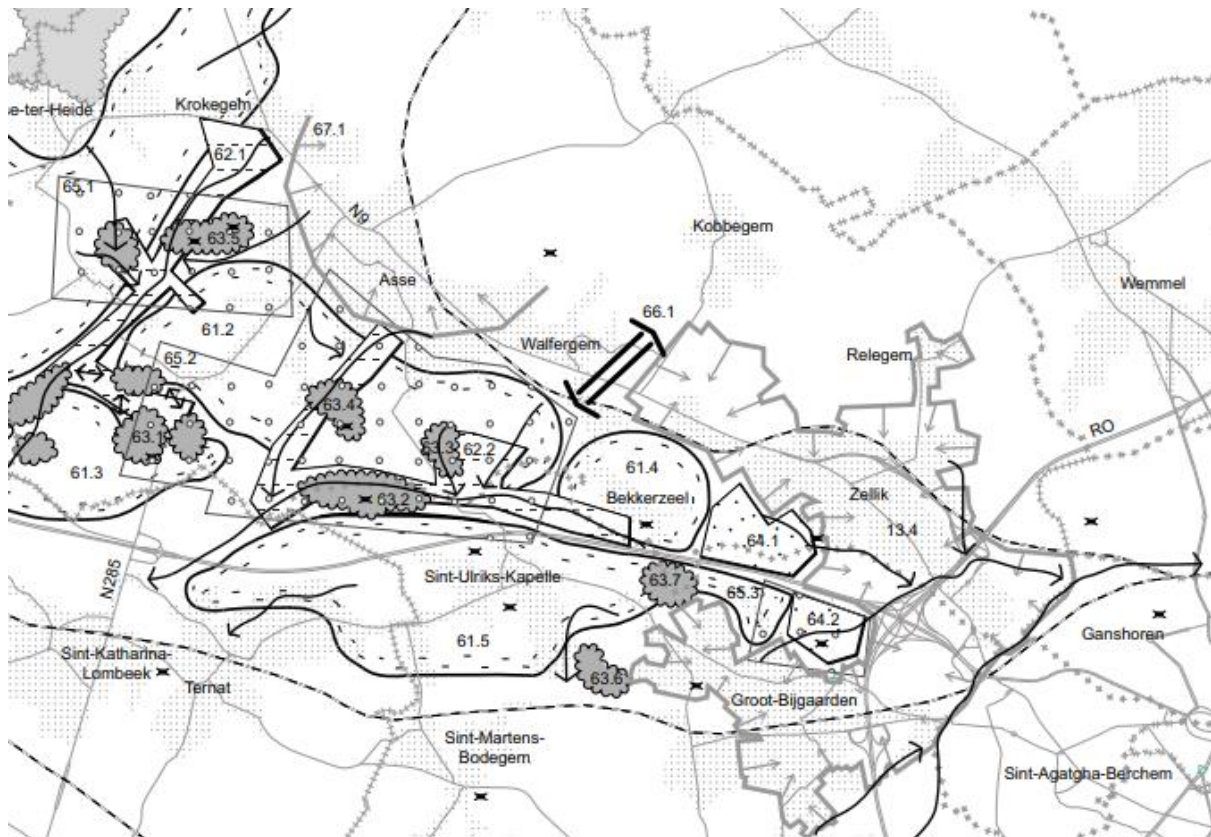 Krokegem
e-ter-Heide
67.1
62.1
65.1
N9
63.5
Kobbegem
Wemmel
Asse
66.1
61.2
Walfergem
Relegem
65.2
63.4
RO
63.1
63.3
62.2
61.4
61.3
Bekkerzeel
Zellik
63.2
64.1
13.4
N285
Sint-Ulriks-Kapelle
63.7
65.3
64.2
61.5
Ganshoren
Sint-Katharina-
Lombeek
63.6
Ternat
Groot-Bijgaarden
Sint-Martens-
Bodegem
Sint-Agatgha-Berchem